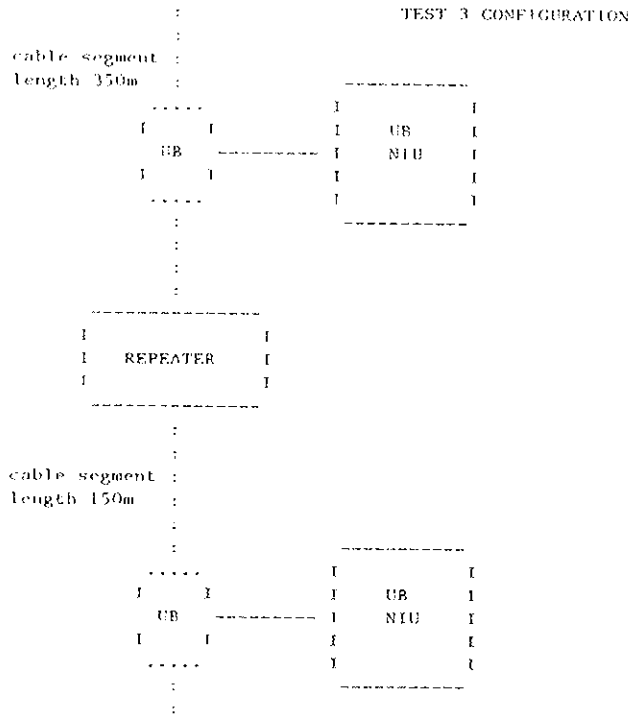 TEST 3 CONFIGURATION
cable segment
length 350m
UB
UB
NIU
REPEATER
cable segment
length 150m
UB
UB
NIU